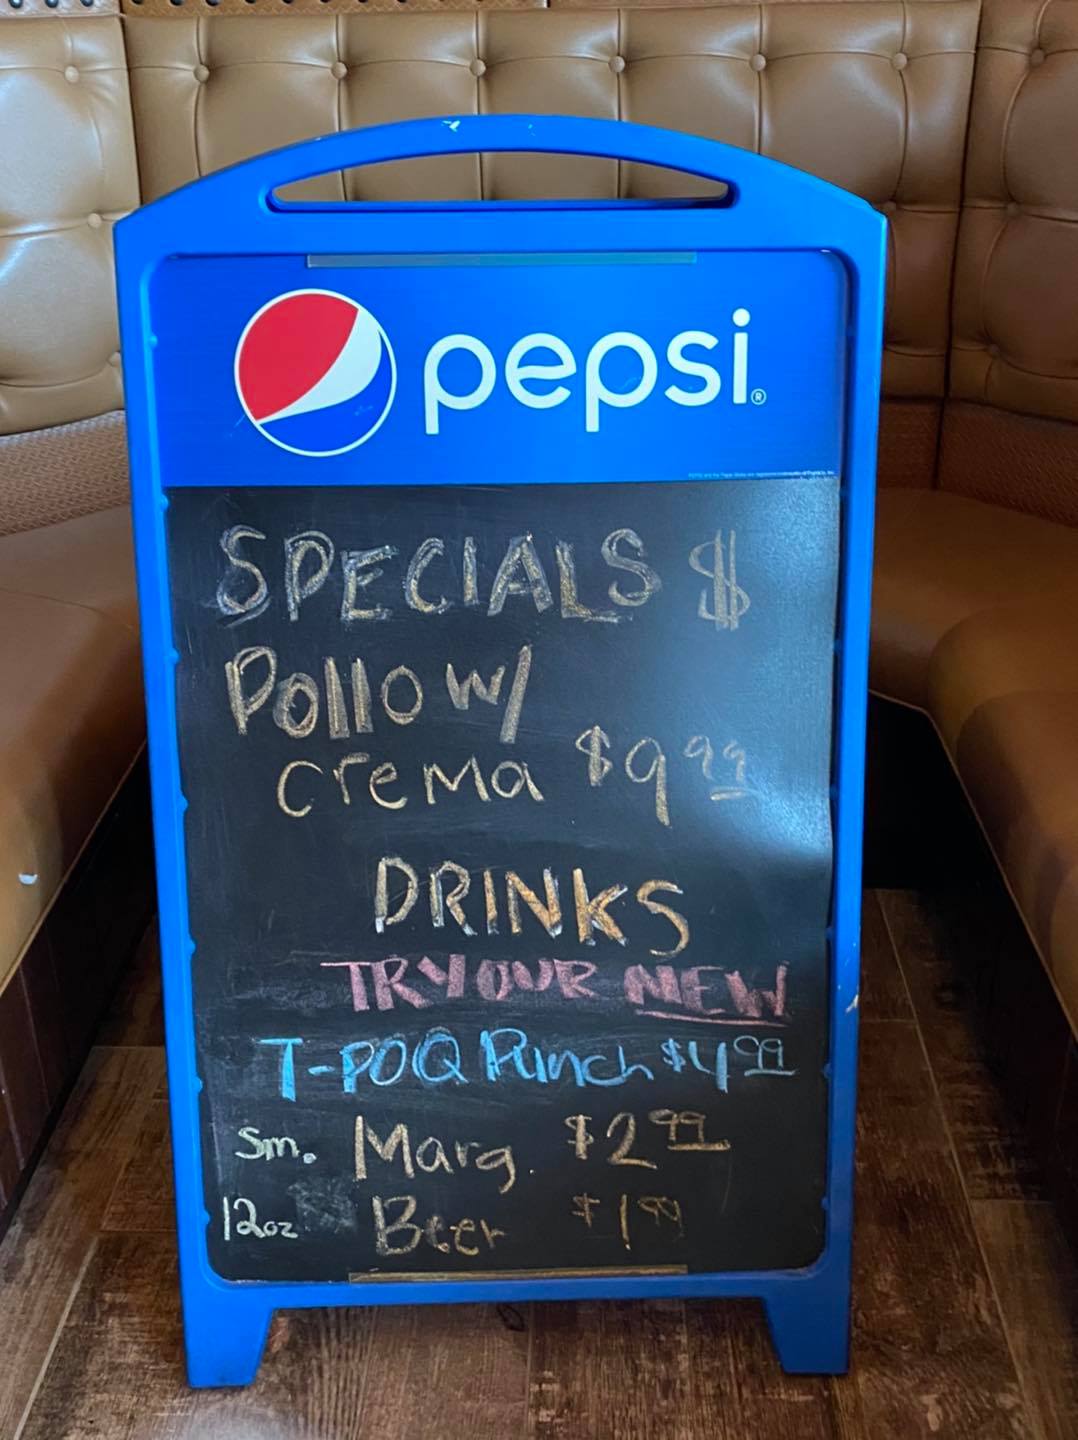 pepsi®
SPECIALS $
Pollo w/
crema $9.99
DRINKS
TRY OUR NEW
T-POQ Punch $4.99
Sm. Marg. $2.99
12oz Beer $1.99